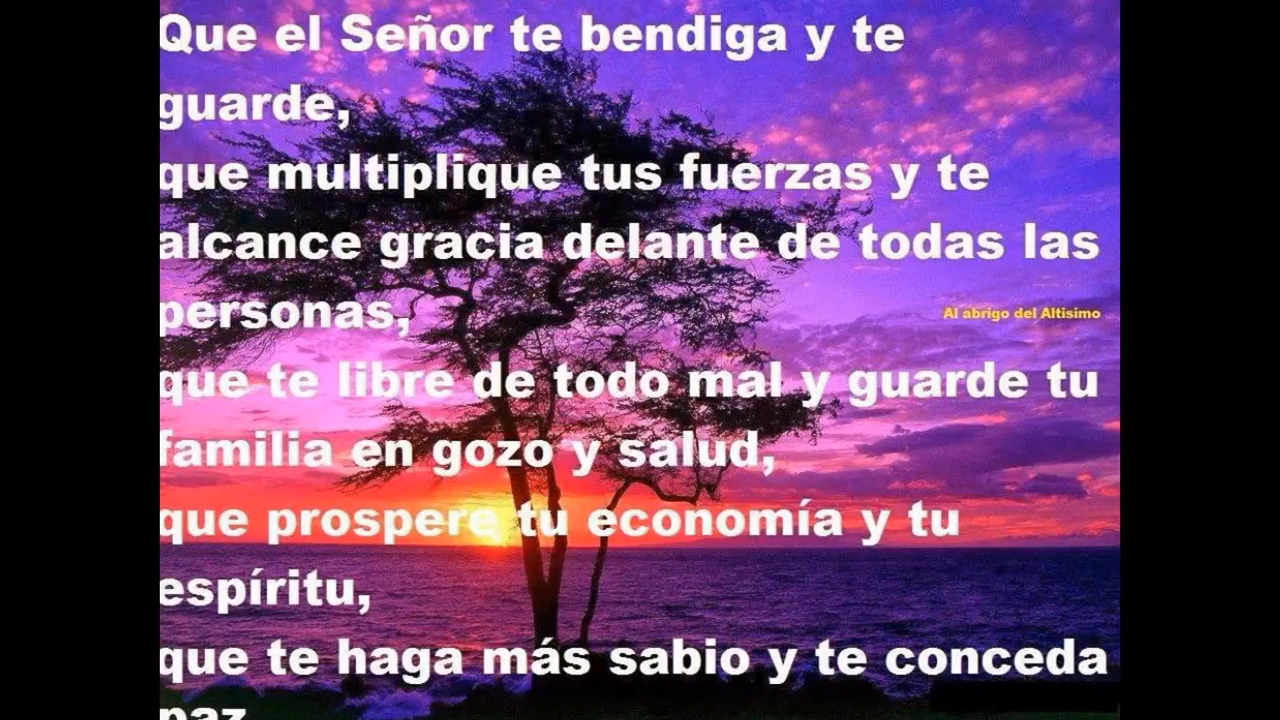 Que el Señor te bendiga y te
guarde,
que multiplique tus fuerzas y te
alcance gracia delante de todas las
personas,
Al abrigo del Altisimo
que te libre de todo mal y guarde tu
familia en gozo y salud,
que prospere tu economía y tu
espíritu,
que te haga más sabio y te conceda
paz